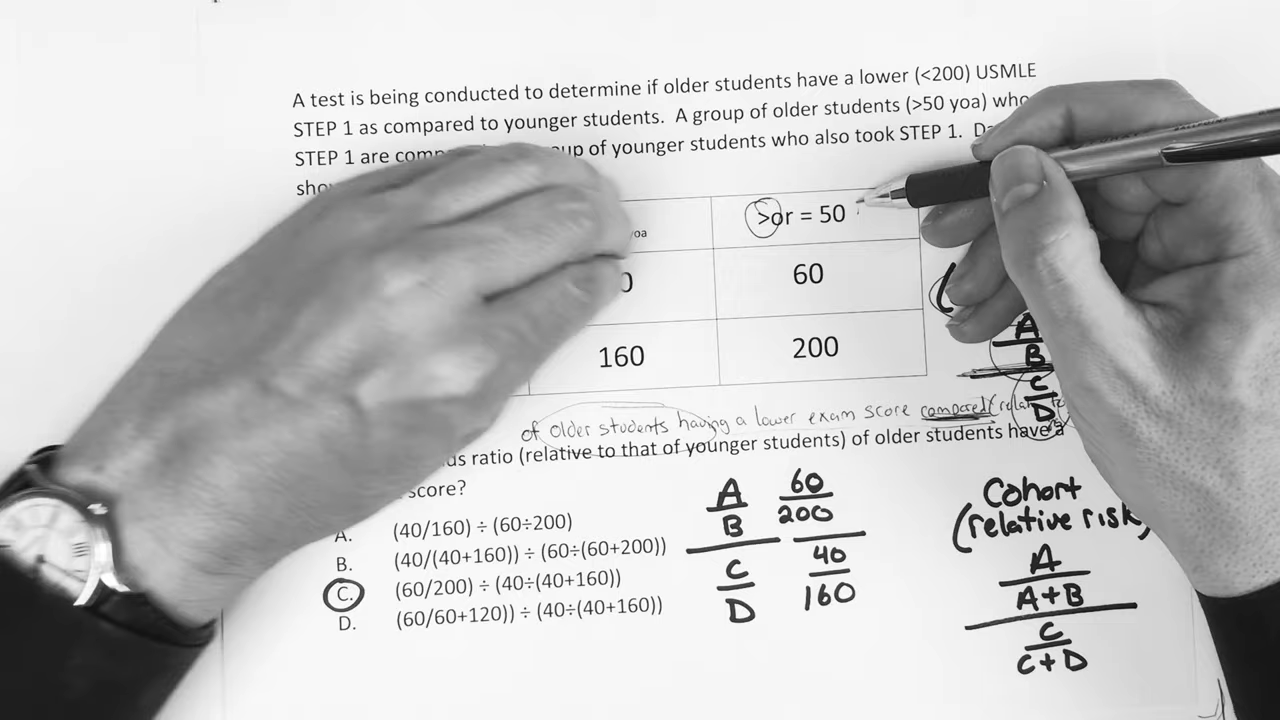 A test is being conducted to determine if older students have a lower (<200) USMLE
STEP 1 as compared to younger students. A group of older students (>50 yoa) who
STEP 1 are up of younger students who also took STEP 1.
yoa
>or = 50
60
160
200
A
B
C
D
of older students having a lower exam score compared
ratio (relative to that of younger students) of older students have a
score?
A. (40/160) ÷ (60÷200)
B. (40/(40+160)) ÷ (60÷(60+200))
C. (60/200) ÷ (40÷(40+160))
D. (60/60+120)) ÷ (40÷(40+160))
A 60
B 200
C 40
D 160
Cohort
(relative risk)
A
A+B
C
C+D